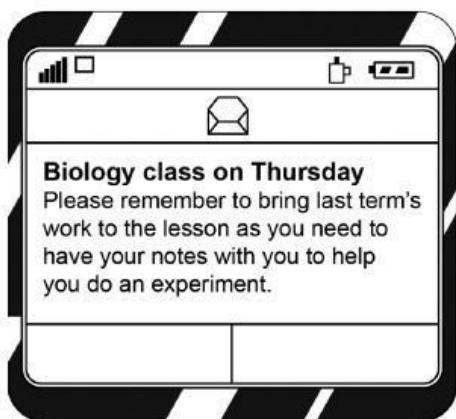 Biology class on Thursday
Please remember to bring last term's
work to the lesson as you need to
have your notes with you to help
you do an experiment.